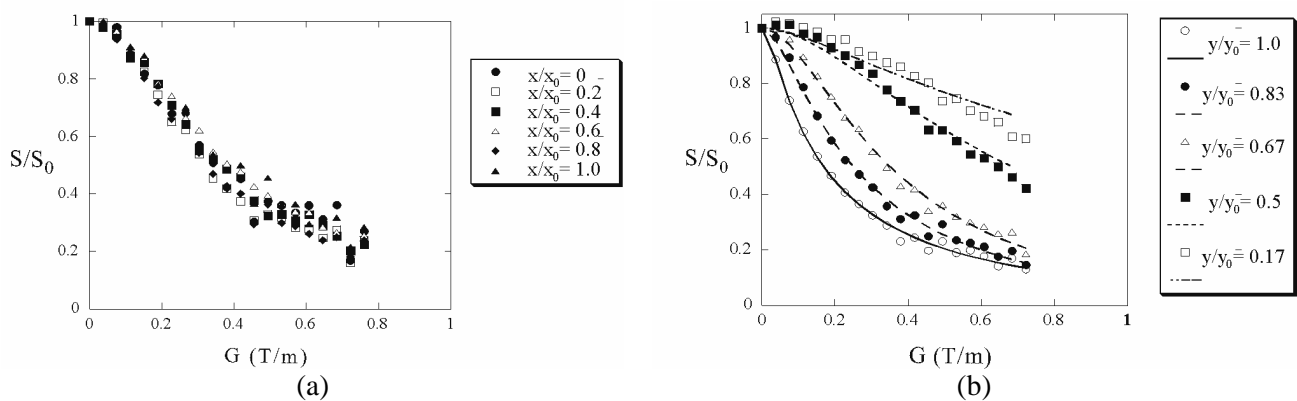 1
0.8
0.6
0.4
0.2
0
S/S0
0
0.2
0.4
0.6
0.8
1
G (T/m)
x/x0= 0
x/x0= 0.2
x/x0= 0.4
x/x0= 0.6
x/x0= 0.8
x/x0= 1.0
(a)
1
0.8
0.6
0.4
0.2
0
S/S0
0
0.2
0.4
0.6
0.8
1
G (T/m)
y/y0= 1.0
y/y0= 0.83
y/y0= 0.67
y/y0= 0.5
y/y0= 0.17
(b)